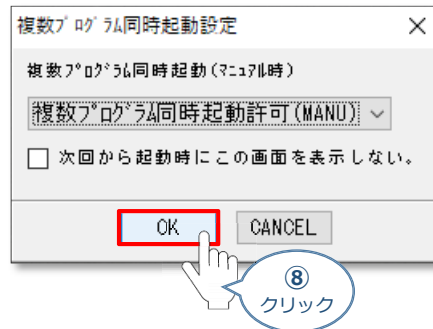 複数ﾌﾟﾛｸﾞﾗﾑ同時起動設定
複数ﾌﾟﾛｸﾞﾗﾑ同時起動(ﾏﾆｭｱﾙ時)
複数ﾌﾟﾛｸﾞﾗﾑ同時起動許可(MANU)
次回から起動時にこの画面を表示しない。
OK CANCEL
⑧
クリック